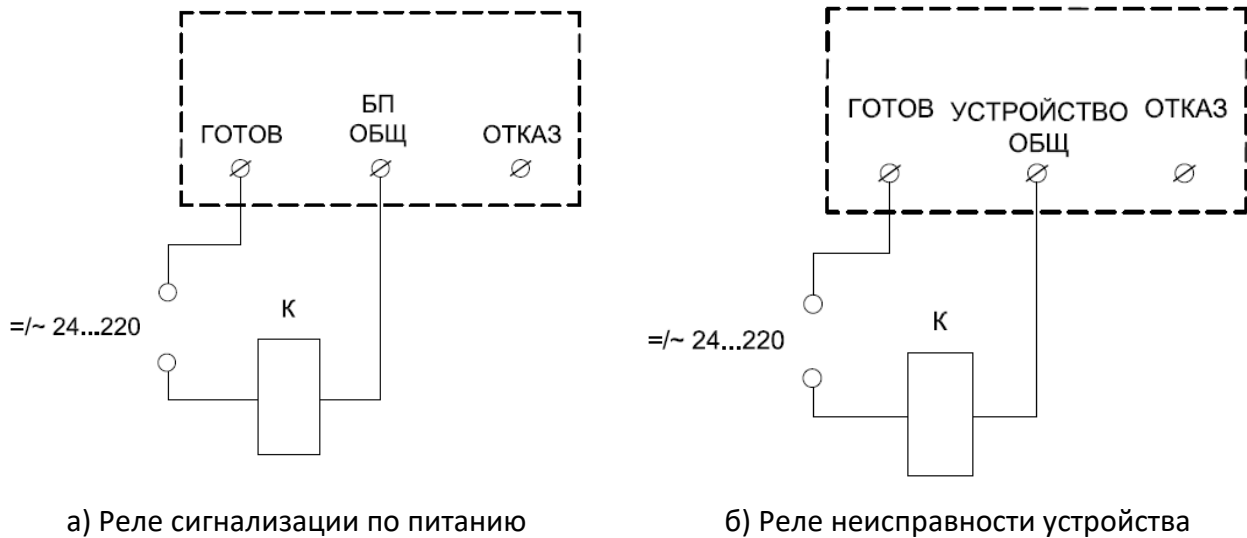 БП
ГОТОВ ОБЩ ОТКАЗ
=/~ 24...220
К
а) Реле сигнализации по питанию
ГОТОВ УСТРОЙСТВО ОТКАЗ
ОБЩ
=/~ 24...220
К
б) Реле неисправности устройства